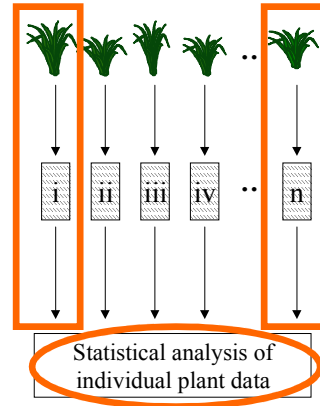 ..
i ii iii iv .. n
Statistical analysis of
individual plant data